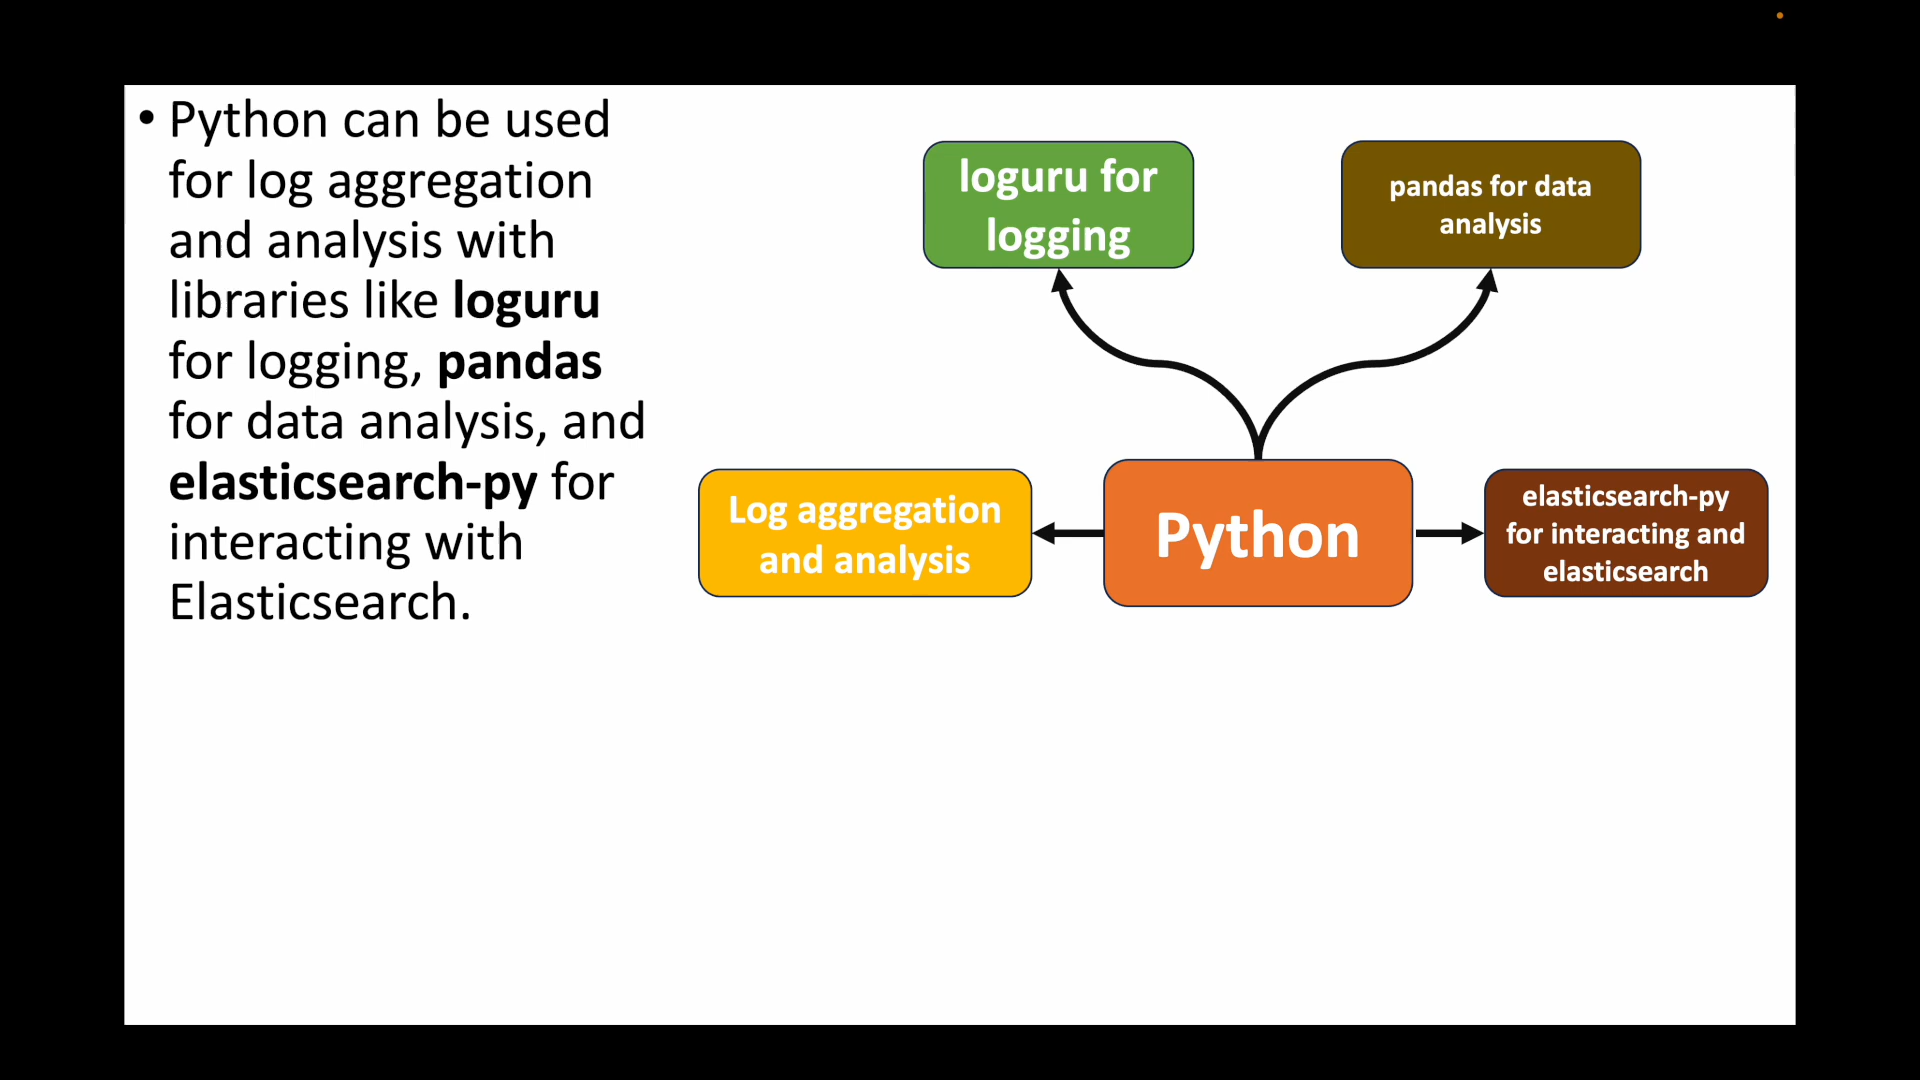 • Python can be used
for log aggregation
and analysis with
libraries like loguru
for logging, pandas
for data analysis, and
elasticsearch-py for
interacting with
Elasticsearch.
loguru for
logging
pandas for data
analysis
Log aggregation
and analysis
Python
elasticsearch-py
for interacting and
elasticsearch